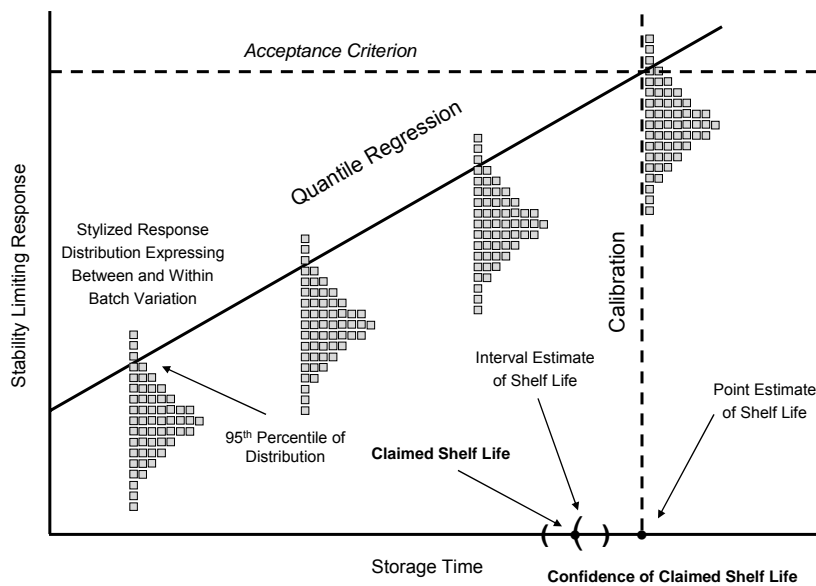 Acceptance Criterion
Quantile Regression
Stability Limiting Response
Stylized Response
Distribution Expressing
Between and Within
Batch Variation
Calibration
Interval Estimate
of Shelf Life
Point Estimate
of Shelf Life
95th Percentile of
Distribution
Claimed Shelf Life
( ( )
Storage Time
Confidence of Claimed Shelf Life